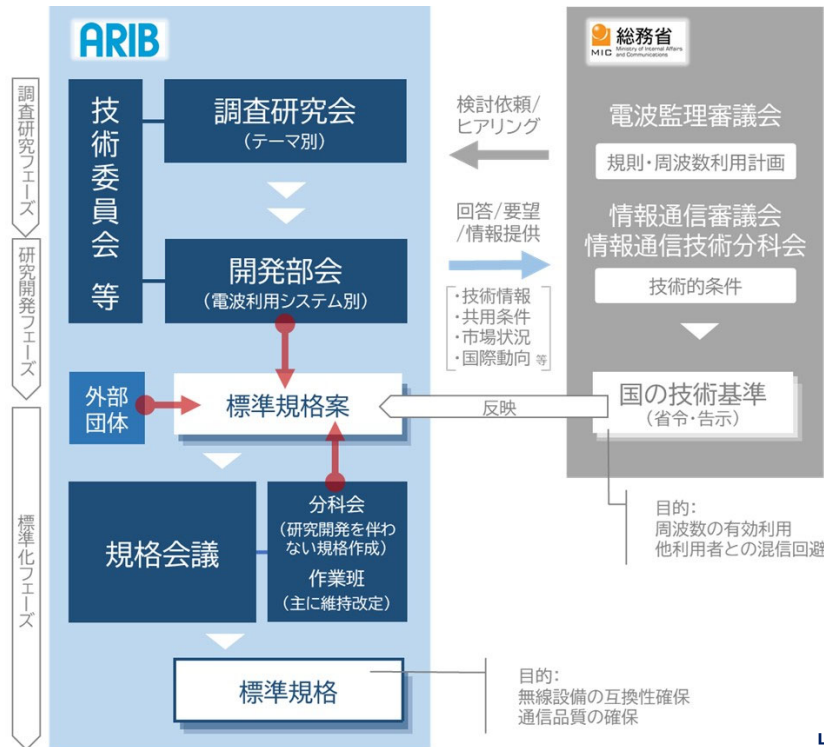 ARIB
総務省
MIC Ministry of Internal Affairs
and Communications
調査研究フェーズ
研究開発フェーズ
標準化フェーズ
技術委員会 等
調査研究会
(テーマ別)
開発部会
(電波利用システム別)
外部
団体
標準規格案
規格会議
分科会
(研究開発を伴わ
ない規格作成)
作業班
(主に維持改定)
標準規格
検討依頼/
ヒアリング
回答/要望
/情報提供
・技術情報
・共用条件
・市場状況
・国際動向 等
反映
電波監理審議会
規則・周波数利用計画
情報通信審議会
情報通信技術分科会
技術的条件
国の技術基準
(省令・告示)
目的:
周波数の有効利用
他利用者との混信回避
目的:
無線設備の互換性確保
通信品質の確保